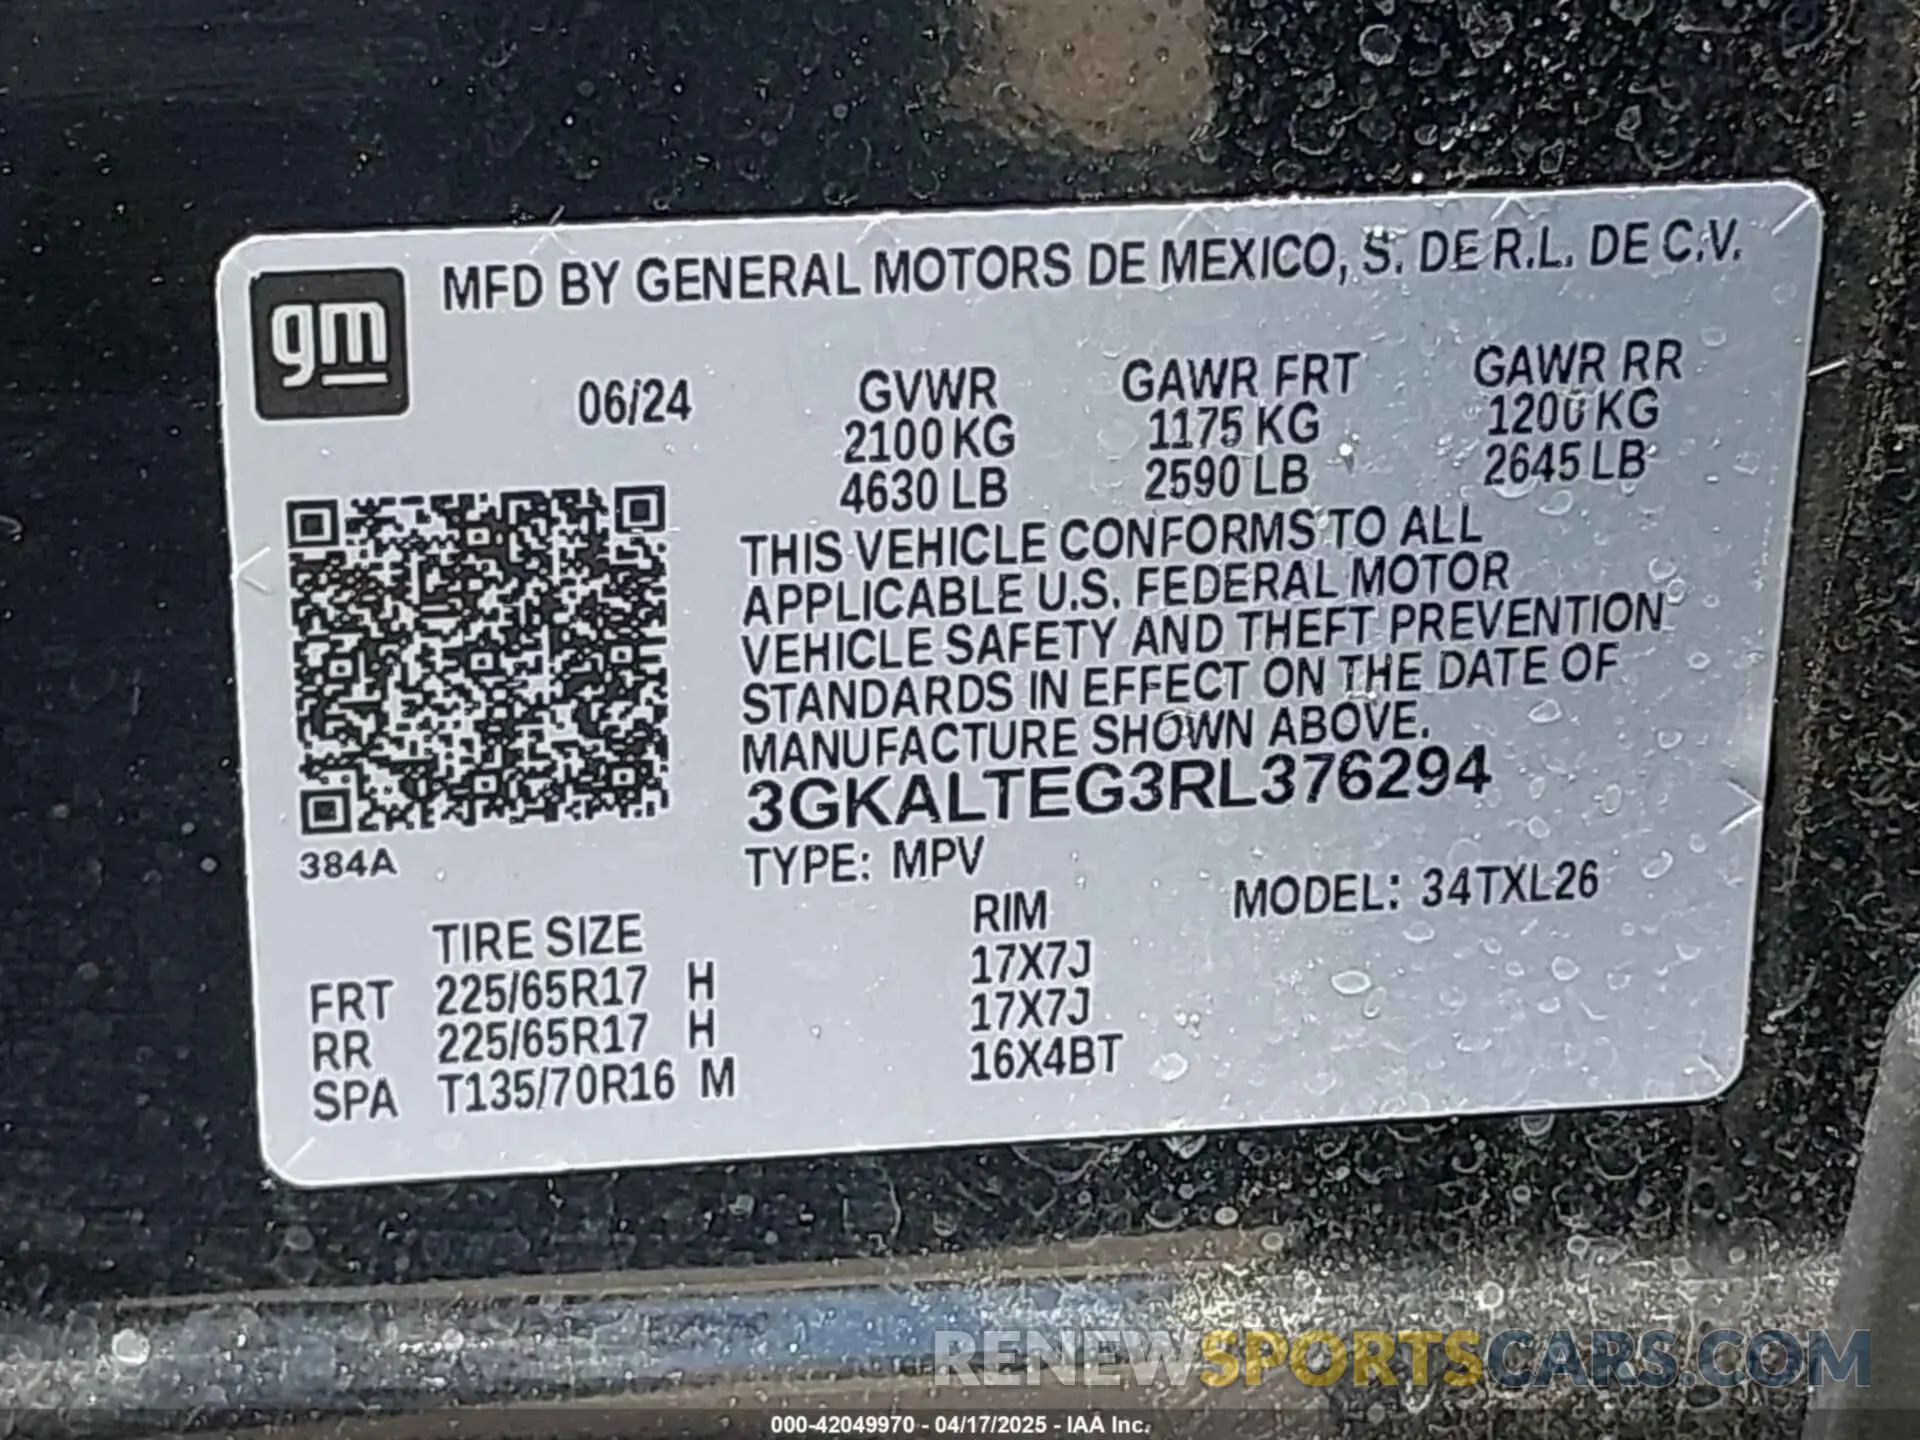 MFD BY GENERAL MOTORS DE MEXICO, S. DE R.L. DE C.V.
gm
06/24
GVWR GAWR FRT GAWR RR
2100 KG 1175 KG 1200 KG
4630 LB 2590 LB 2645 LB
THIS VEHICLE CONFORMS TO ALL
APPLICABLE U.S. FEDERAL MOTOR
VEHICLE SAFETY AND THEFT PREVENTION
STANDARDS IN EFFECT ON THE DATE OF
MANUFACTURE SHOWN ABOVE.
3GKALTEG3RL376294
384A
TYPE: MPV MODEL: 34TXL26
TIRE SIZE RIM
FRT 225/65R17 H 17X7J
RR 225/65R17 H 17X7J
SPA T135/70R16 M 16X4BT
RENEWSPORTSCARS.COM
000-42049970 - 04/17/2025 - IAA Inc.